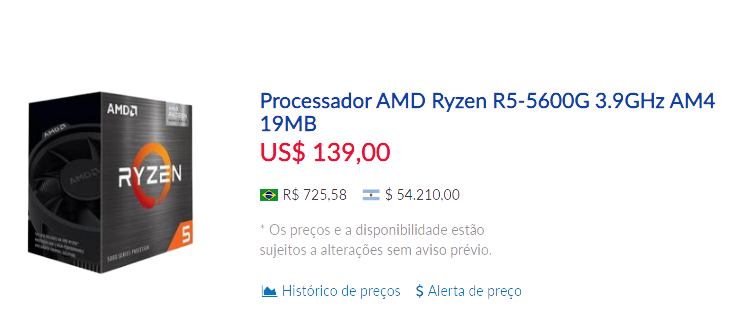 Processador AMD Ryzen R5-5600G 3.9GHz AM4
19MB
US$ 139,00
R$ 725,58 $ 54.210.00
* Os preços e a disponibilidade estão
sujeitos a alterações sem aviso prévio.
Histórico de preços $ Alerta de preço
AMD
AMD
RYZEN
5